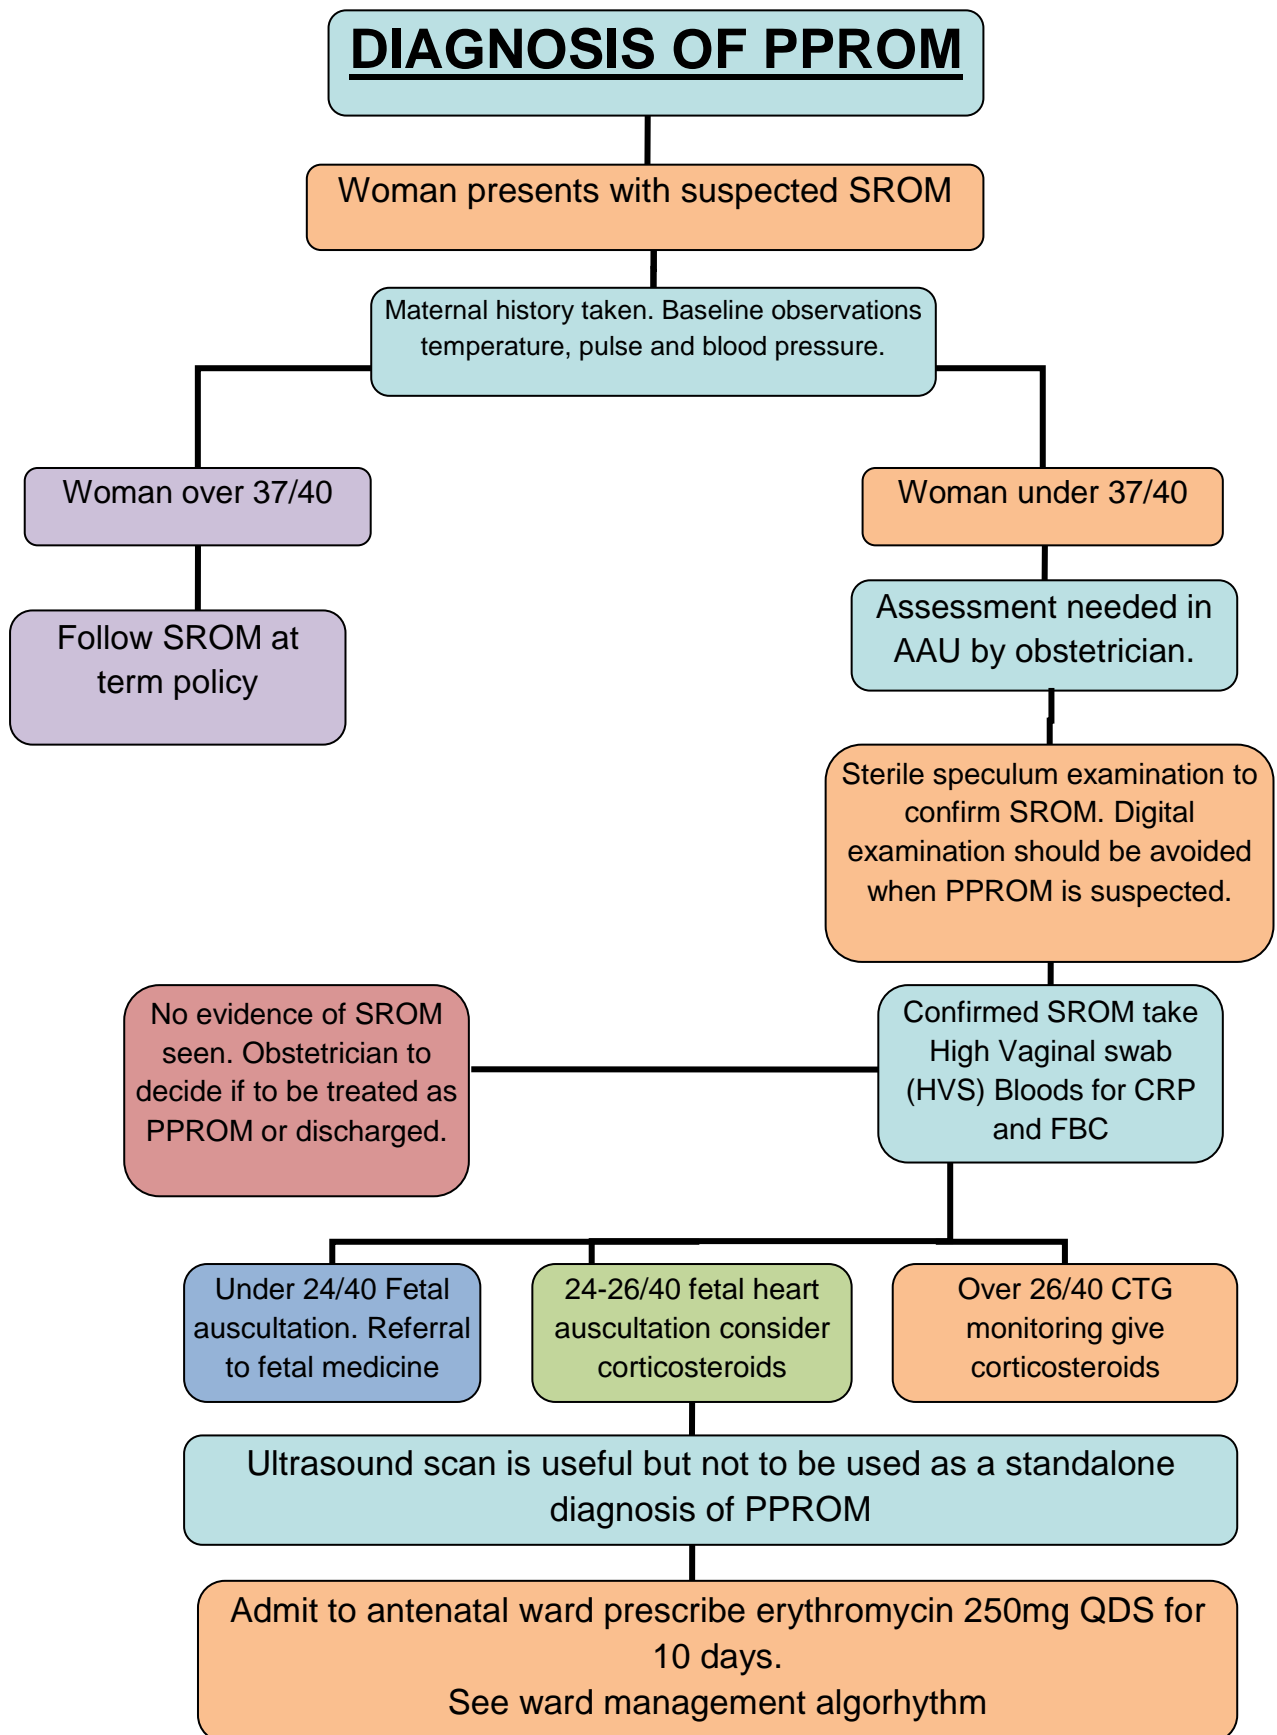 DIAGNOSIS OF PPROM
Woman presents with suspected SROM
Maternal history taken. Baseline observations
temperature, pulse and blood pressure.
Woman over 37/40
Woman under 37/40
Follow SROM at
term policy
Assessment needed in
AAU by obstetrician.
Sterile speculum examination to
confirm SROM. Digital
examination should be avoided
when PPROM is suspected.
No evidence of SROM
seen. Obstetrician to
decide if to be treated as
PPROM or discharged.
Confirmed SROM take
High Vaginal swab
(HVS) Bloods for CRP
and FBC
Under 24/40 Fetal
auscultation. Referral
to fetal medicine
24-26/40 fetal heart
auscultation consider
corticosteroids
Over 26/40 CTG
monitoring give
corticosteroids
Ultrasound scan is useful but not to be used as a standalone
diagnosis of PPROM
Admit to antenatal ward prescribe erythromycin 250mg QDS for
10 days.
See ward management algorhythm